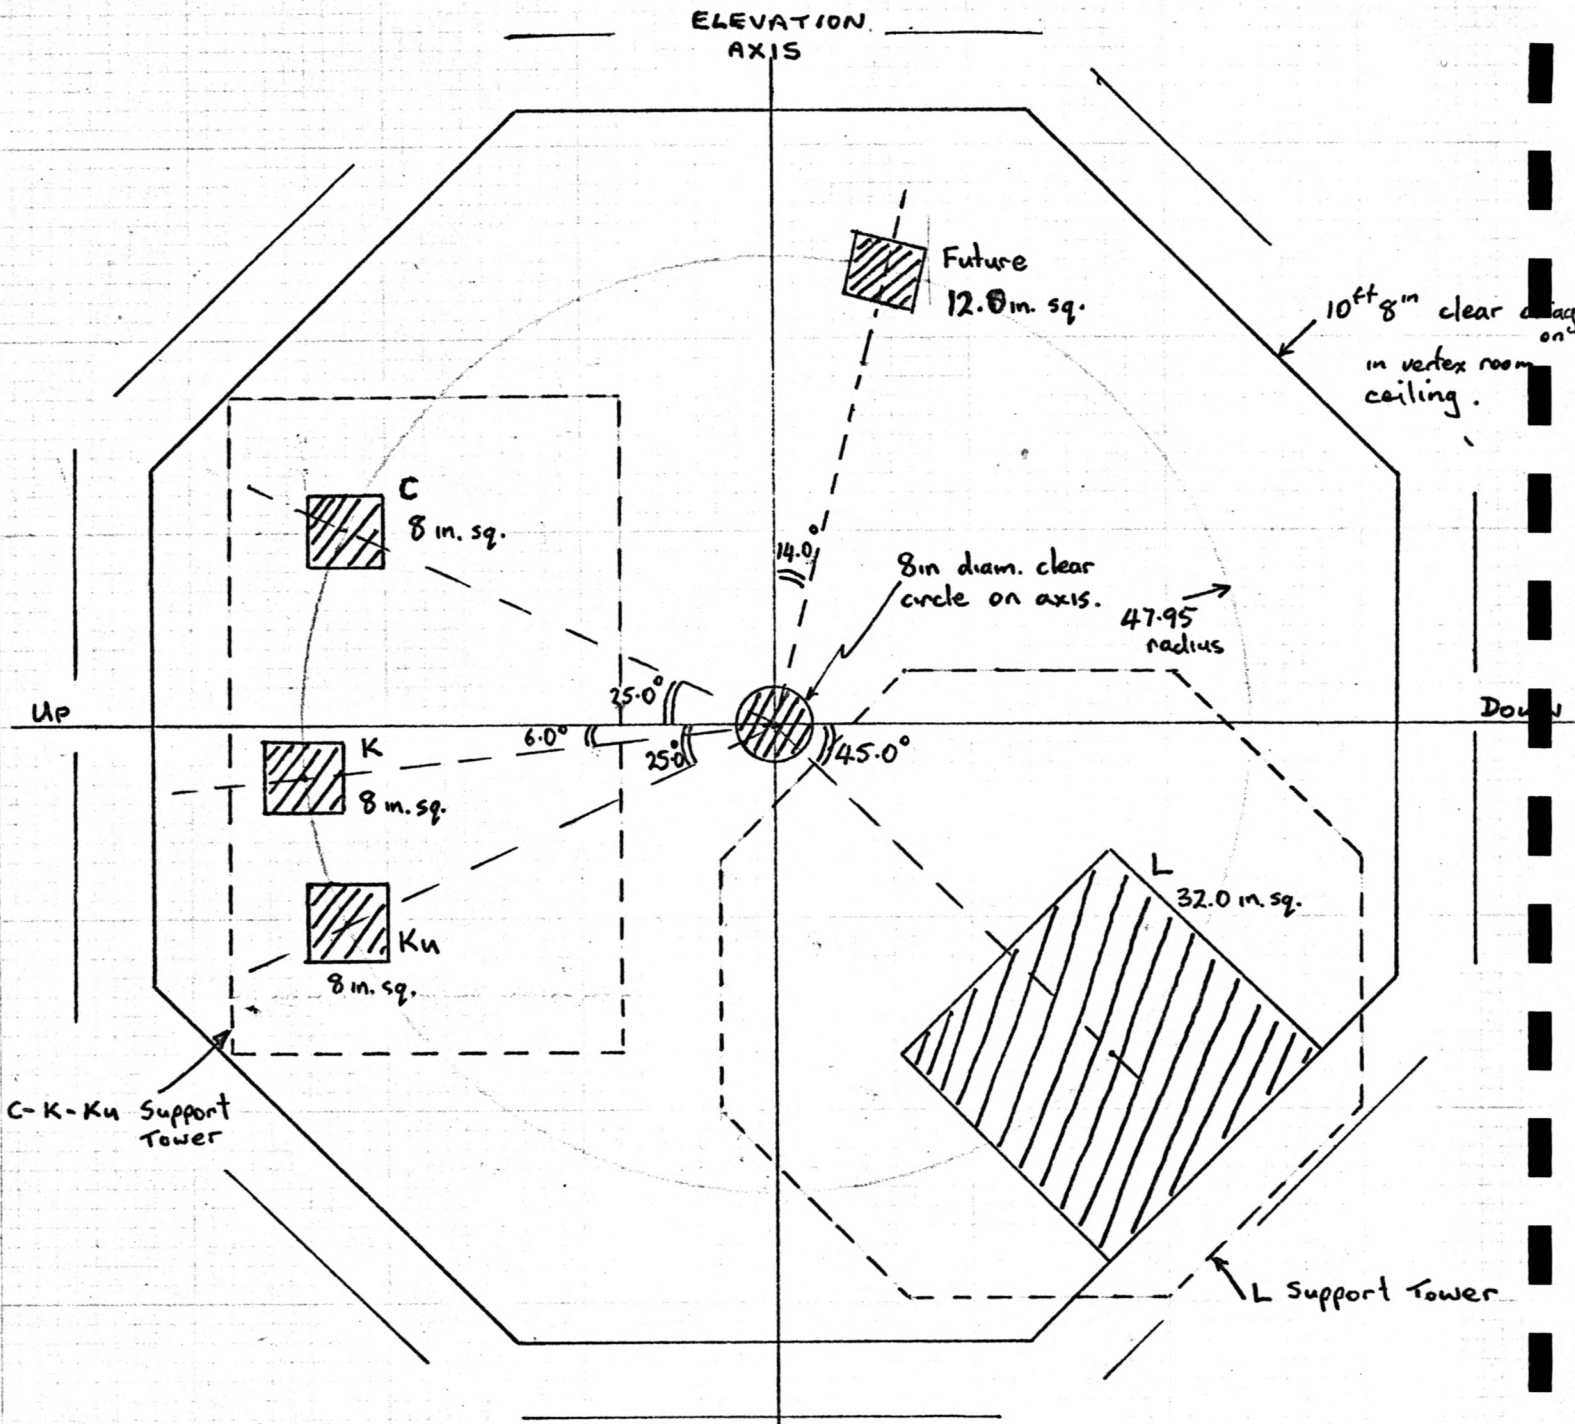 ELEVATION
AXIS
Future
12.0 in. sq.
10ft 8in clear
in vertex room
ceiling.
C
8 in. sq.
14.0°
8in diam. clear
circle on axis.
47.95
radius
25.0°
Up
Down
6.0°
K
25.0°
45.0°
8 in. sq.
L
32.0 in. sq.
Ku
8 in. sq.
C-K-Ku Support
Tower
L Support Tower